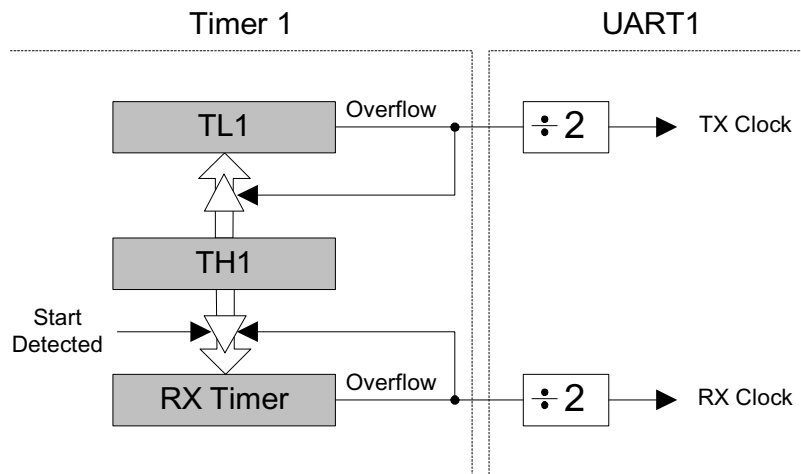 Timer 1
UART1
TL1
Overflow
÷ 2
TX Clock
TH1
Start
Detected
RX Timer
Overflow
÷ 2
RX Clock